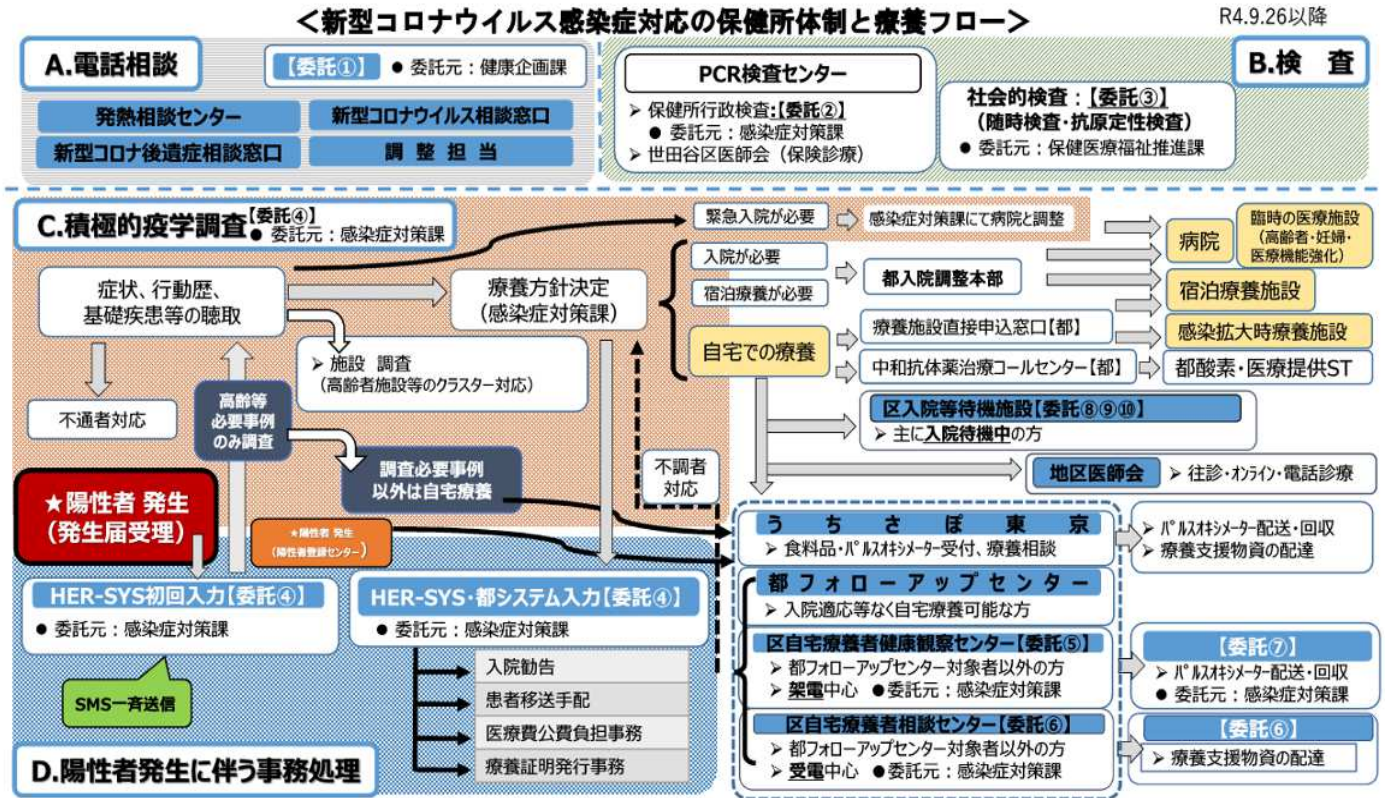 ＜新型コロナウイルス感染症対応の保健所体制と療養フロー＞
R4.9.26以降
A.電話相談
【委託①】 ● 委託元：健康企画課
発熱相談センター
新型コロナウイルス相談窓口
新型コロナ後遺症相談窓口
調 整 担 当
B.検 査
PCR検査センター
➢ 保健所行政検査:【委託②】
● 委託元：感染症対策課
➢ 世田谷区医師会（保険診療）
社会的検査：【委託③】
（随時検査・抗原定性検査）
● 委託元：保健医療福祉推進課
C.積極的疫学調査【委託④】
● 委託元：感染症対策課
症状、行動歴、
基礎疾患等の聴取
不通者対応
➢ 施設 調査
（高齢者施設等のクラスター対応）
療養方針決定
（感染症対策課）
高齢等
必要事例
のみ調査
調査必要事例
以外は自宅療養
不調者
対応
緊急入院が必要
感染症対策課にて病院と調整
入院が必要
宿泊療養が必要
都入院調整本部
自宅での療養
療養施設直接申込窓口【都】
中和抗体薬治療コールセンター【都】
病院
臨時の医療施設
（高齢者・妊婦・
医療機能強化）
宿泊療養施設
感染拡大時療養施設
都酸素・医療提供ST
区入院等待機施設【委託⑧⑨⑩】
➢ 主に入院待機中の方
地区医師会
➢ 往診・オンライン・電話診療
★陽性者 発生
（発生届受理）
★陽性者 発生
（陽性者登録センター）
HER-SYS初回入力【委託④】
● 委託元：感染症対策課
SMS一斉送信
HER-SYS・都システム入力【委託④】
● 委託元：感染症対策課
入院勧告
患者移送手配
医療費公費負担事務
療養証明発行事務
D.陽性者発生に伴う事務処理
うちさぽ東京
➢ 食料品・パルスオキシメーター受付、療養相談
都フォローアップセンター
➢ 入院適応等なく自宅療養可能な方
区自宅療養者健康観察センター【委託⑤】
➢ 都フォローアップセンター対象者以外の方
➢ 架電中心 ●委託元：感染症対策課
区自宅療養者相談センター【委託⑥】
➢ 都フォローアップセンター対象者以外の方
➢ 受電中心 ●委託元：感染症対策課
➢ パルスオキシメーター配送・回収
➢ 療養支援物資の配達
【委託⑦】
➢ パルスオキシメーター配送・回収
● 委託元：感染症対策課
【委託⑥】
➢ 療養支援物資の配達